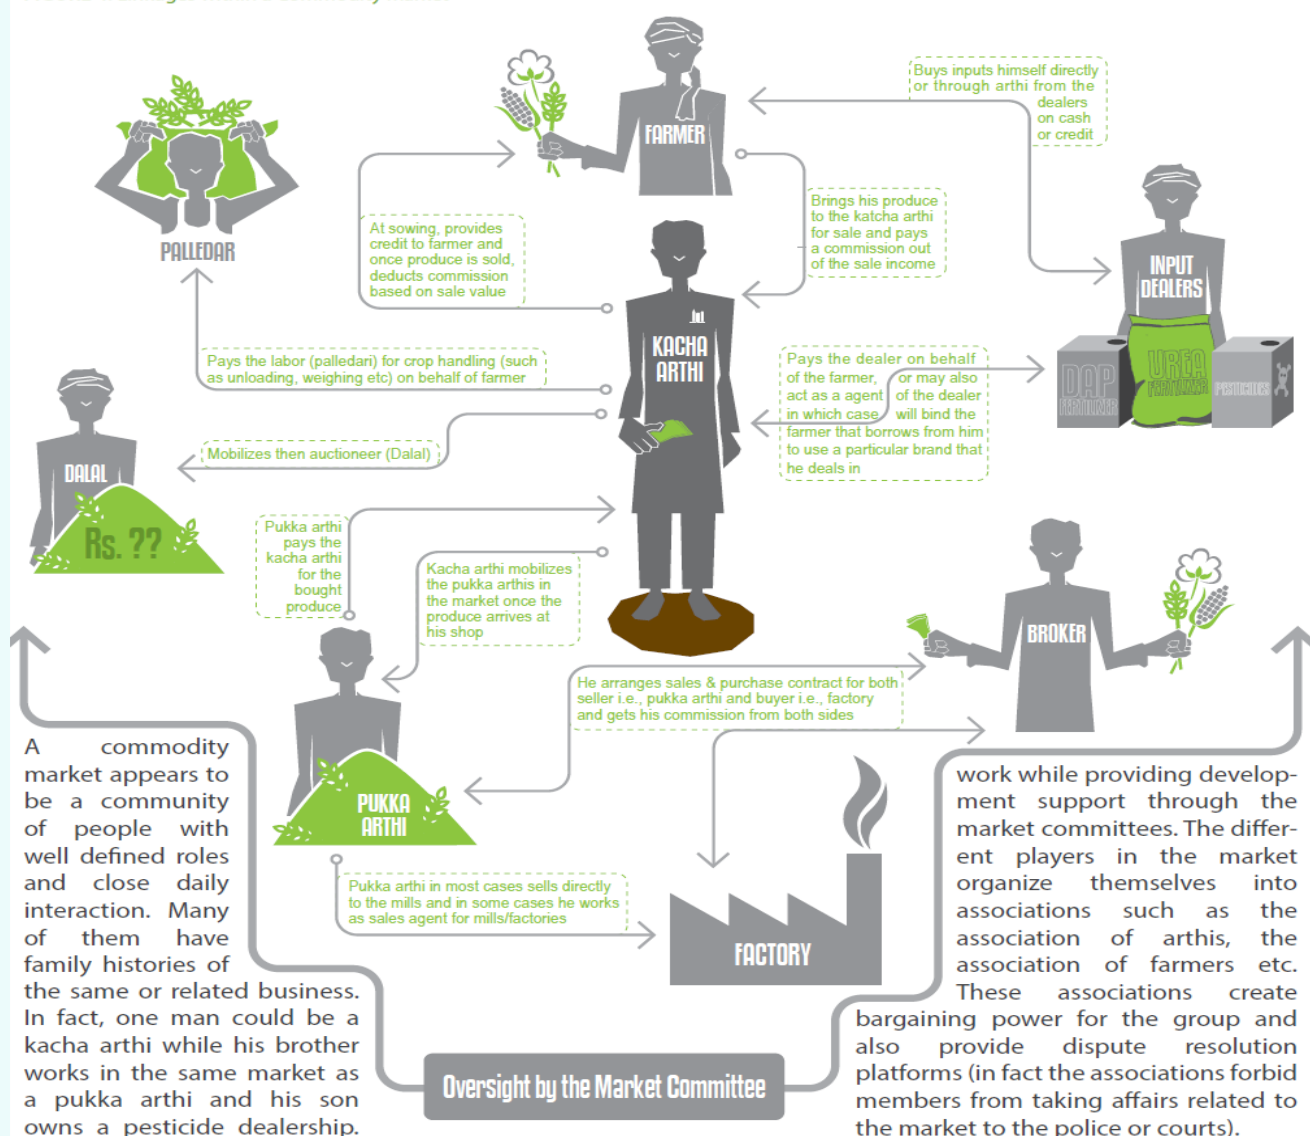 FARMER
Buys inputs himself directly
or through arthi from the
dealers
on cash
or credit
PALLEDAR
At sowing, provides
credit to farmer and
once produce is sold,
deducts commission
based on sale value
Brings his produce
to the katcha arthi
for sale and pays
a commission out
of the sale income
INPUT
DEALERS
KACHA
ARTHI
Pays the labor (palledari) for crop handling (such
as unloading, weighing etc) on behalf of farmer
Pays the dealer on behalf
of the farmer, or may also
act as a agent of the dealer
in which case will bind the
farmer that borrows from him
to use a particular brand that
he deals in
DAP
FERTILIZER
UREA
FERTILIZER
PESTICIDES
Mobilizes then auctioneer (Dalal)
DALAL
Rs. ??
Pukka arthi
pays the
kacha arthi
for the
bought
produce
Kacha arthi mobilizes
the pukka arthis in
the market once the
produce arrives at
his shop
BROKER
He arranges sales & purchase contract for both
seller i.e., pukka arthi and buyer i.e., factory
and gets his commission from both sides
PUKKA
ARTHI
Pukka arthi in most cases sells directly
to the mills and in some cases he works
as sales agent for mills/factories
FACTORY
A commodity
market appears to
be a community
of people with
well defined roles
and close daily
interaction. Many
of them have
family histories of
the same or related business.
In fact, one man could be a
kacha arthi while his brother
works in the same market as
a pukka arthi and his son
owns a pesticide dealership.
Oversight by the Market Committee
work while providing develop-
ment support through the
market committees. The differ-
ent players in the market
organize themselves into
associations such as the
association of arthis, the
association of farmers etc.
These associations create
bargaining power for the group and
also provide dispute resolution
platforms (in fact the associations forbid
members from taking affairs related to
the market to the police or courts).